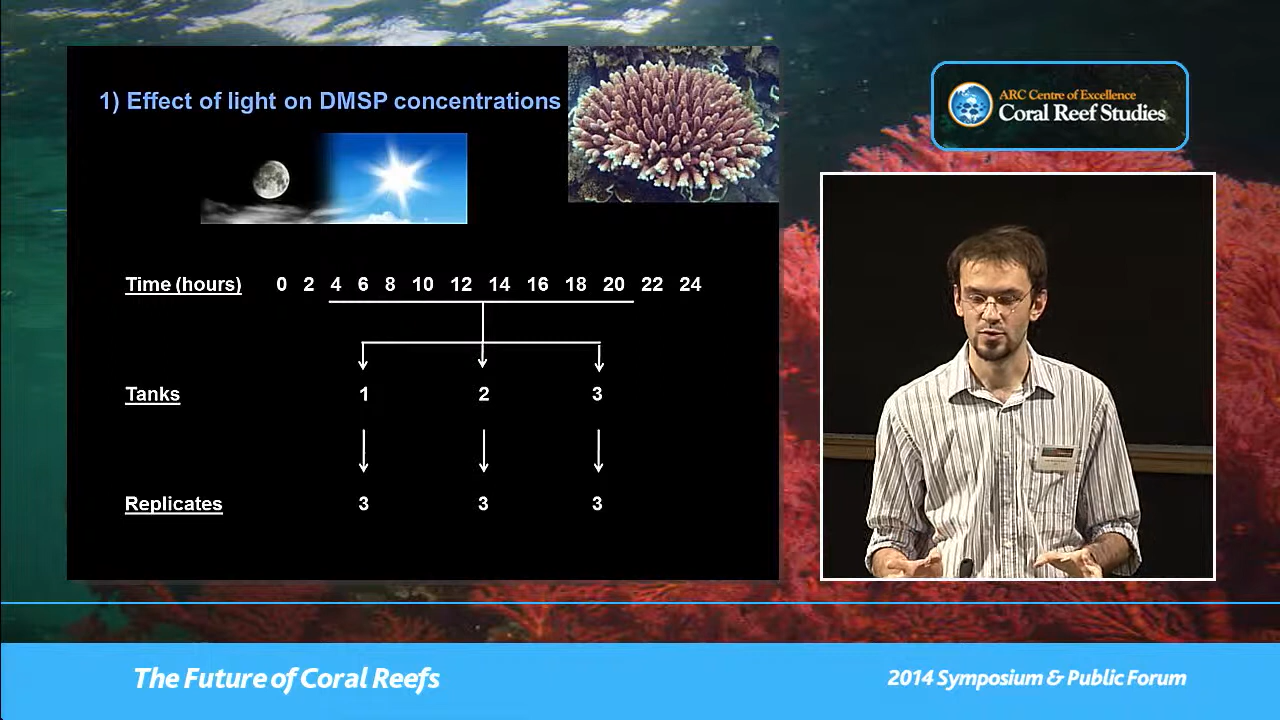 1) Effect of light on DMSP concentrations
Time (hours) 0 2 4 6 8 10 12 14 16 18 20 22 24
Tanks 1 2 3
Replicates 3 3 3
ARC Centre of Excellence
Coral Reef Studies
The Future of Coral Reefs
2014 Symposium & Public Forum